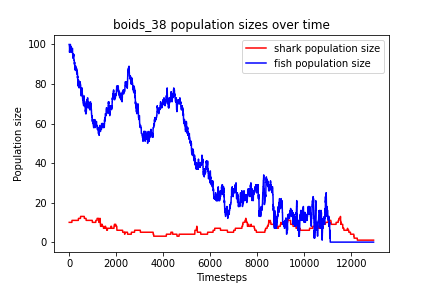 boids_38 population sizes over time
shark population size
fish population size
Population size
100
80
60
40
20
0
0 2000 4000 6000 8000 10000 12000
Timesteps